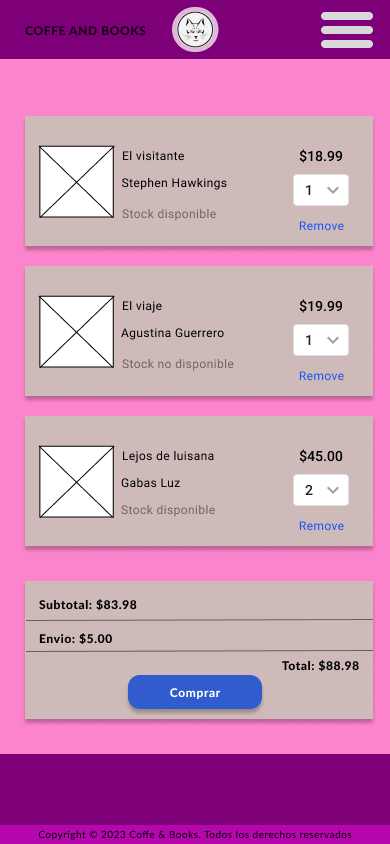 COFFE AND BOOKS
El visitante
$18.99
Stephen Hawkings
1
Stock disponible
Remove
El viaje
$19.99
Agustina Guerrero
1
Stock no disponible
Remove
Lejos de luisana
$45.00
Gabas Luz
2
Stock disponible
Remove
Subtotal: $83.98
Envio: $5.00
Total: $88.98
Comprar
Copyright © 2023 Coffe & Books. Todos los derechos reservados